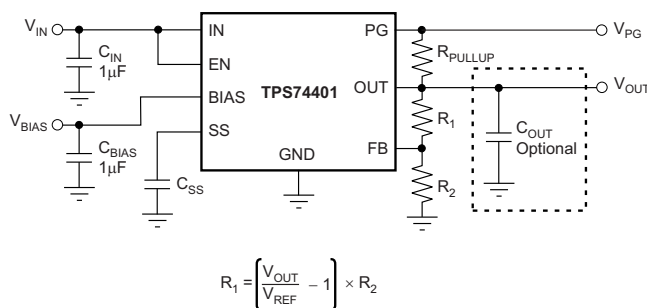 V_IN
C_IN
1μF
V_BIAS
C_BIAS
1μF
C_SS
IN
EN
BIAS
SS
TPS74401
GND
PG
OUT
FB
R_PULLUP
R_1
R_2
V_PG
V_OUT
C_OUT
Optional
R_1 = [V_OUT / V_REF − 1] × R_2